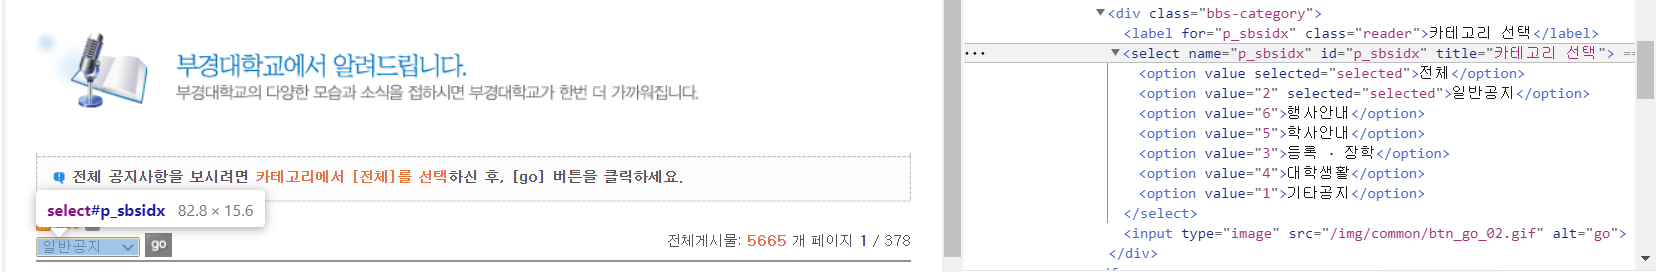 부경대학교에서 알려드립니다.
부경대학교의 다양한 모습과 소식을 접하시면 부경대학교가 한번 더 가까워집니다.
전체 공지사항을 보시려면 카테고리에서 [전체]를 선택하신 후, [go] 버튼을 클릭하세요.
select#p_sbsidx 82.8 × 15.6
일반공지 go
전체게시물: 5665 개 페이지 1 / 378
▼<div class="bbs-category">
<label for="p_sbsidx" class="reader">카테고리 선택</label>
... ▼<select name="p_sbsidx" id="p_sbsidx" title="카테고리 선택"> ==
<option value selected="selected">전체</option>
<option value="2" selected="selected">일반공지</option>
<option value="6">행사안내</option>
<option value="5">학사안내</option>
<option value="3">등록 · 장학</option>
<option value="4">대학생활</option>
<option value="1">기타공지</option>
</select>
<input type="image" src="/img/common/btn_go_02.gif" alt="go">
</div>